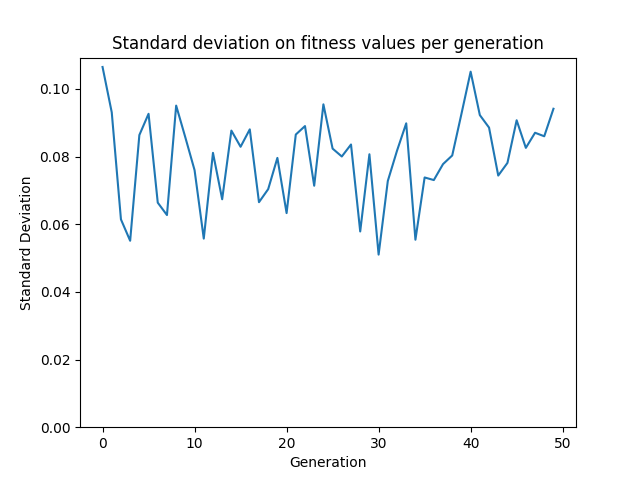 Standard deviation on fitness values per generation
Standard Deviation
0.10
0.08
0.06
0.04
0.02
0.00
0 10 20 30 40 50
Generation